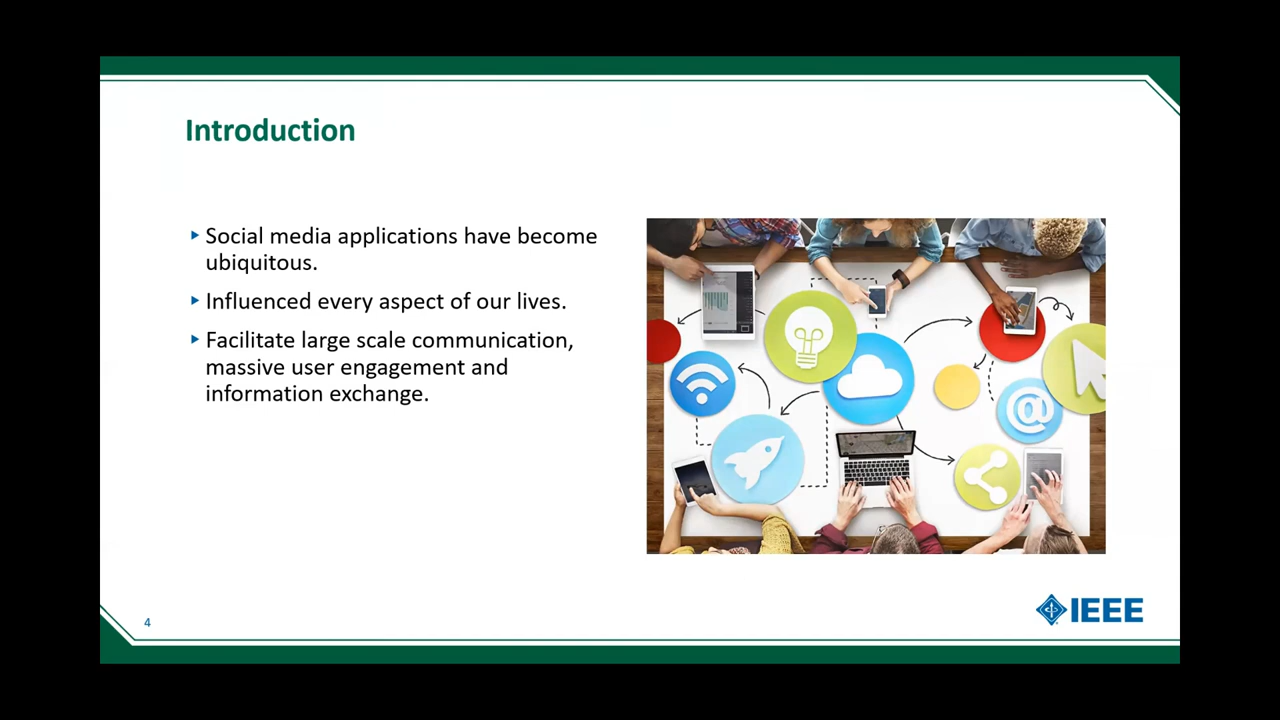 Introduction
‣ Social media applications have become
ubiquitous.
‣ Influenced every aspect of our lives.
‣ Facilitate large scale communication,
massive user engagement and
information exchange.
@
4
IEEE